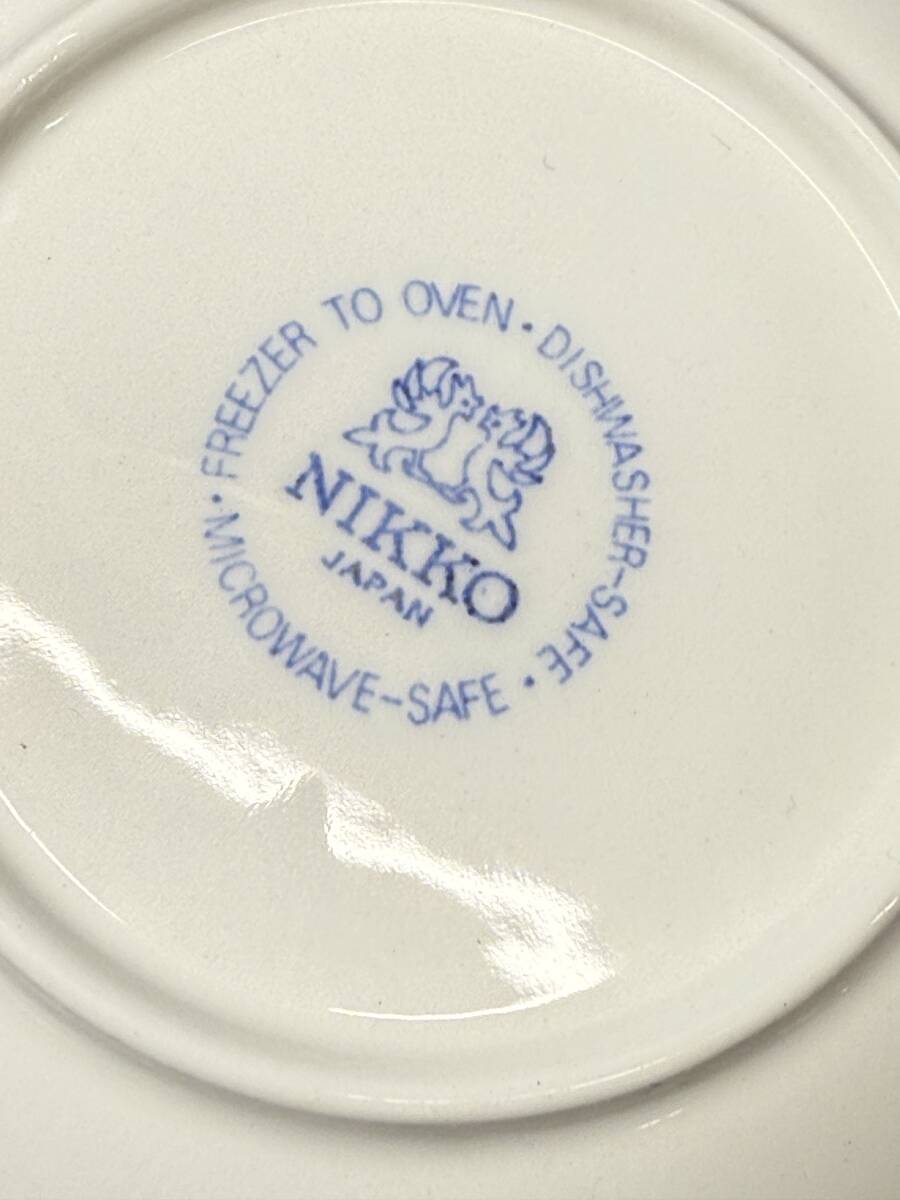 FREEZER TO OVEN · DISHWASHER-SAFE · MICROWAVE-SAFE ·
NIKKO
JAPAN